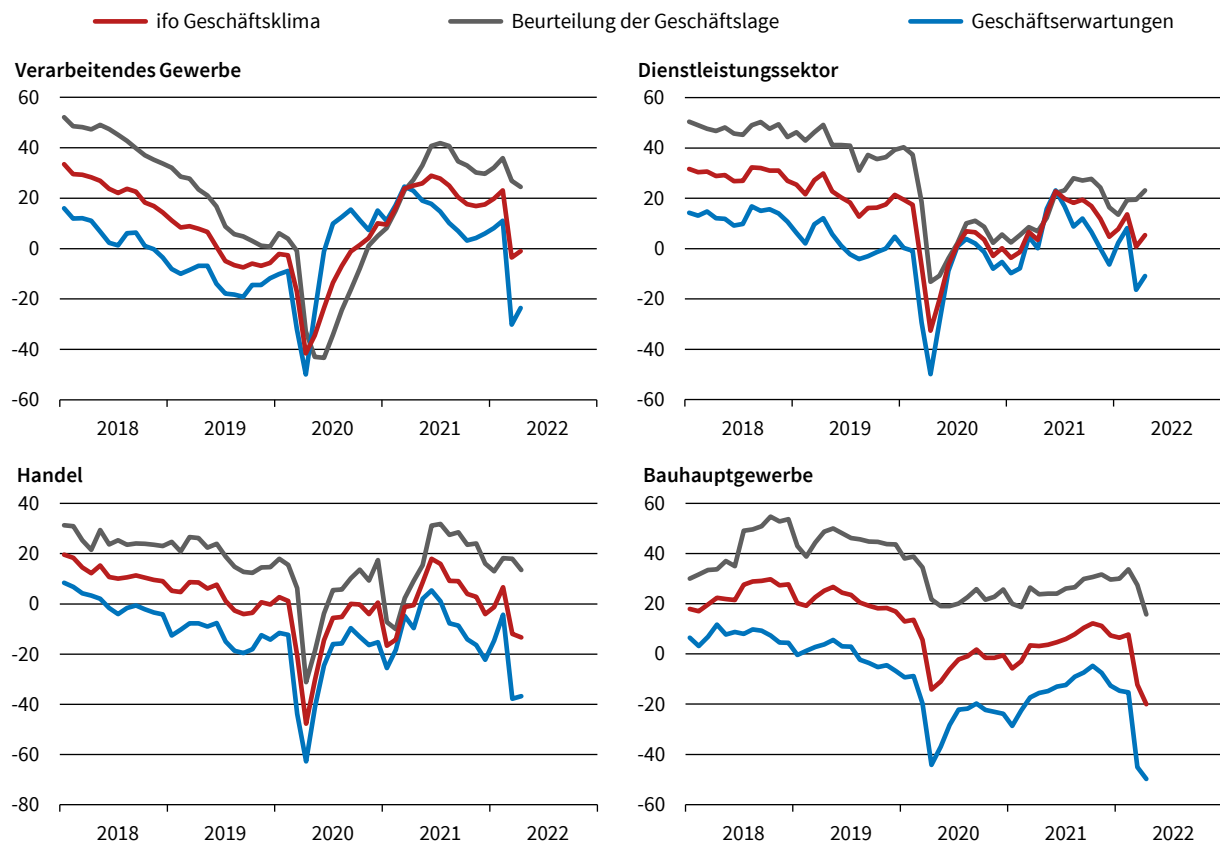 ifo Geschäftsklima
Beurteilung der Geschäftslage
Geschäftserwartungen
Verarbeitendes Gewerbe
60
40
20
0
-20
-40
-60
2018 2019 2020 2021 2022
Dienstleistungssektor
60
40
20
0
-20
-40
-60
2018 2019 2020 2021 2022
Handel
40
20
0
-20
-40
-60
-80
2018 2019 2020 2021 2022
Bauhauptgewerbe
60
40
20
0
-20
-40
-60
2018 2019 2020 2021 2022